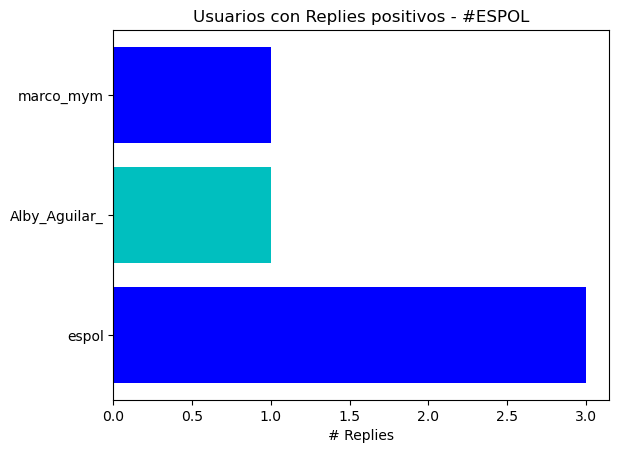 Usuarios con Replies positivos - #ESPOL
marco_mym
Alby_Aguilar_
espol
0.0 0.5 1.0 1.5 2.0 2.5 3.0
# Replies